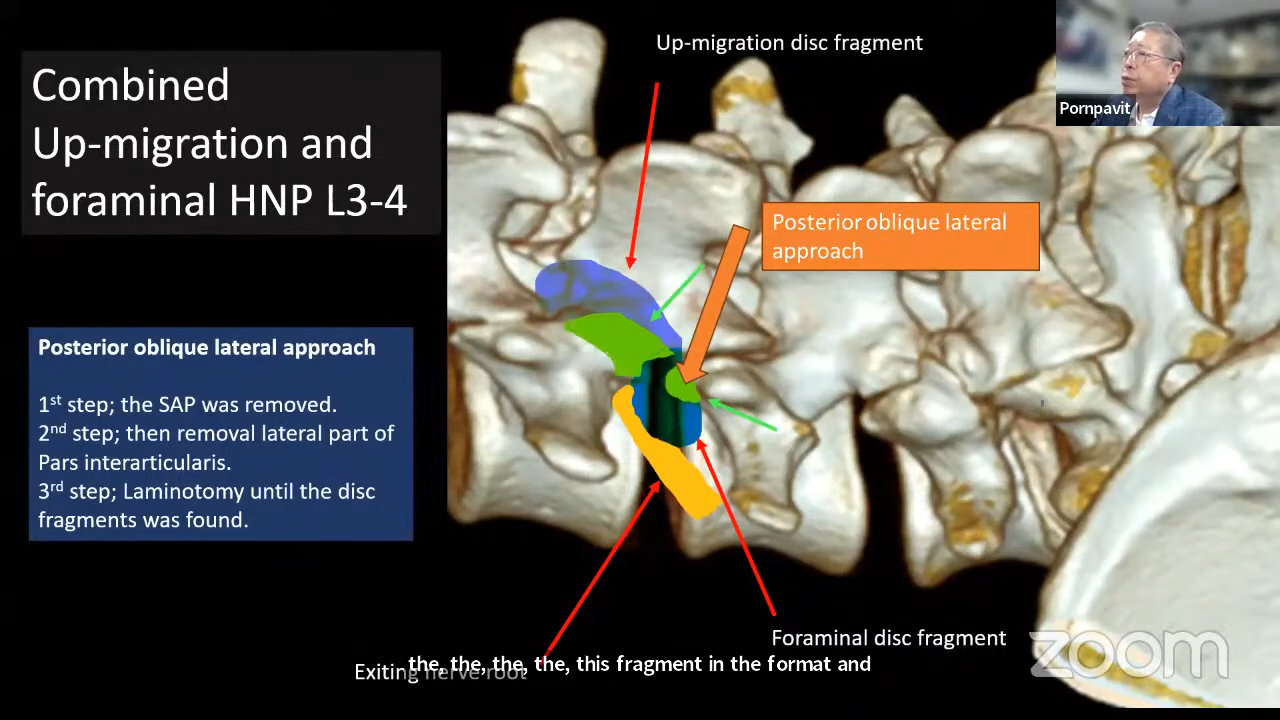 Combined
Up-migration and
foraminal HNP L3-4
Up-migration disc fragment
Pornpavit
Posterior oblique lateral
approach
Posterior oblique lateral approach
1st step; the SAP was removed.
2nd step; then removal lateral part of
Pars interarticularis.
3rd step; Laminotomy until the disc
fragments was found.
Foraminal disc fragment
Exiting nerve root
the, the, the, the, this fragment in the format and
zoom